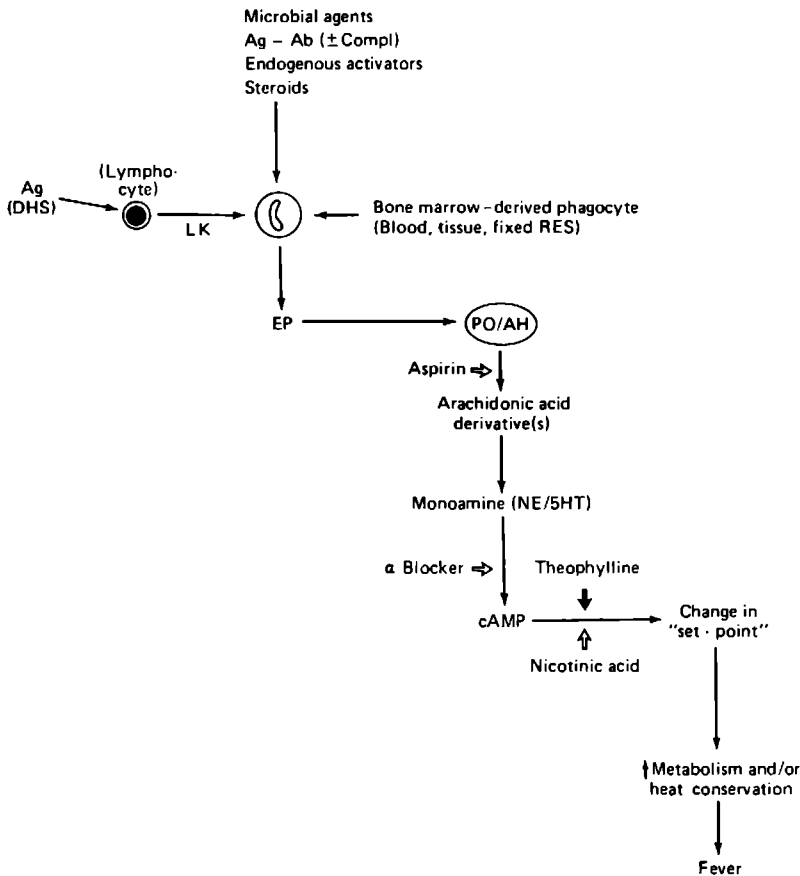 Microbial agents
Ag – Ab (±Compl)
Endogenous activators
Steroids
(Lympho-
cyte)
Ag
(DHS)
LK
Bone marrow–derived phagocyte
(Blood, tissue, fixed RES)
EP
PO/AH
Aspirin
Arachidonic acid
derivative(s)
Monoamine (NE/5HT)
α Blocker
Theophylline
cAMP
Change in
"set-point"
Nicotinic acid
↑Metabolism and/or
heat conservation
Fever